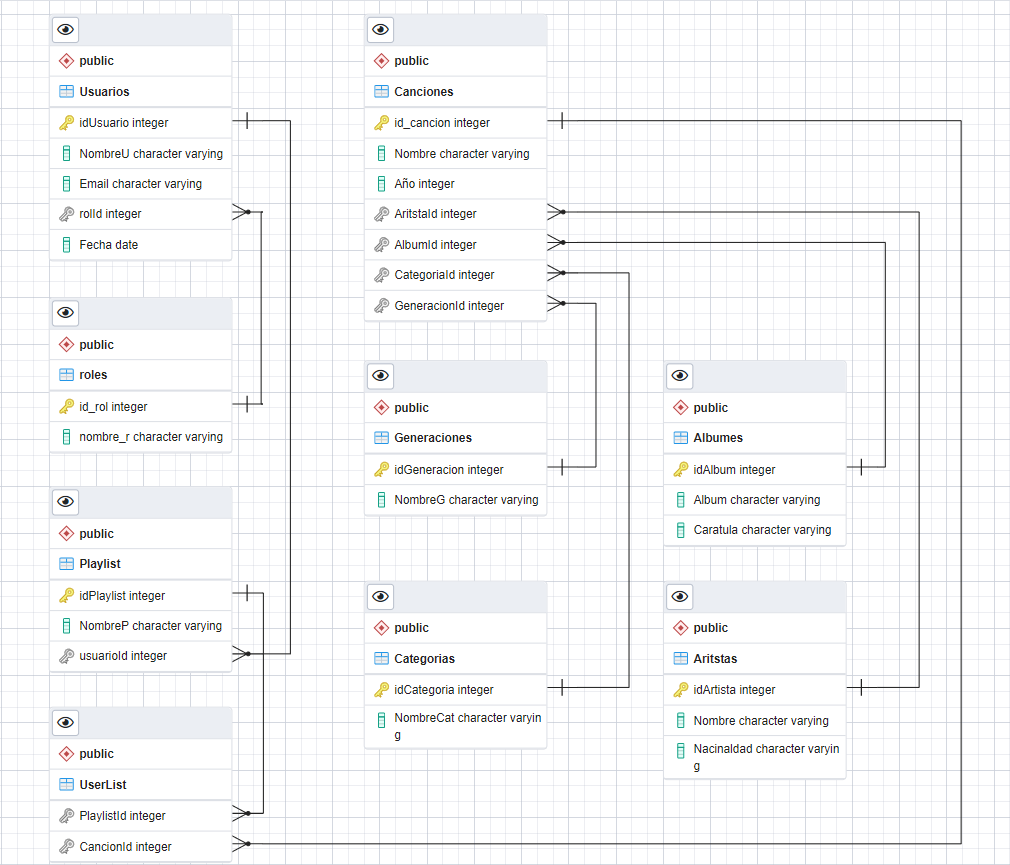 public
Usuarios
idUsuario integer
NombreU character varying
Email character varying
rolId integer
Fecha date
public
roles
id_rol integer
nombre_r character varying
public
Playlist
idPlaylist integer
NombreP character varying
usuarioId integer
public
UserList
PlaylistId integer
CancionId integer
public
Canciones
id_cancion integer
Nombre character varying
Año integer
AritstaId integer
AlbumId integer
CategoriaId integer
GeneracionId integer
public
Generaciones
idGeneracion integer
NombreG character varying
public
Categorias
idCategoria integer
NombreCat character varyin
g
public
Albumes
idAlbum integer
Album character varying
Caratula character varying
public
Aritstas
idArtista integer
Nombre character varying
Nacinaldad character varyin
g